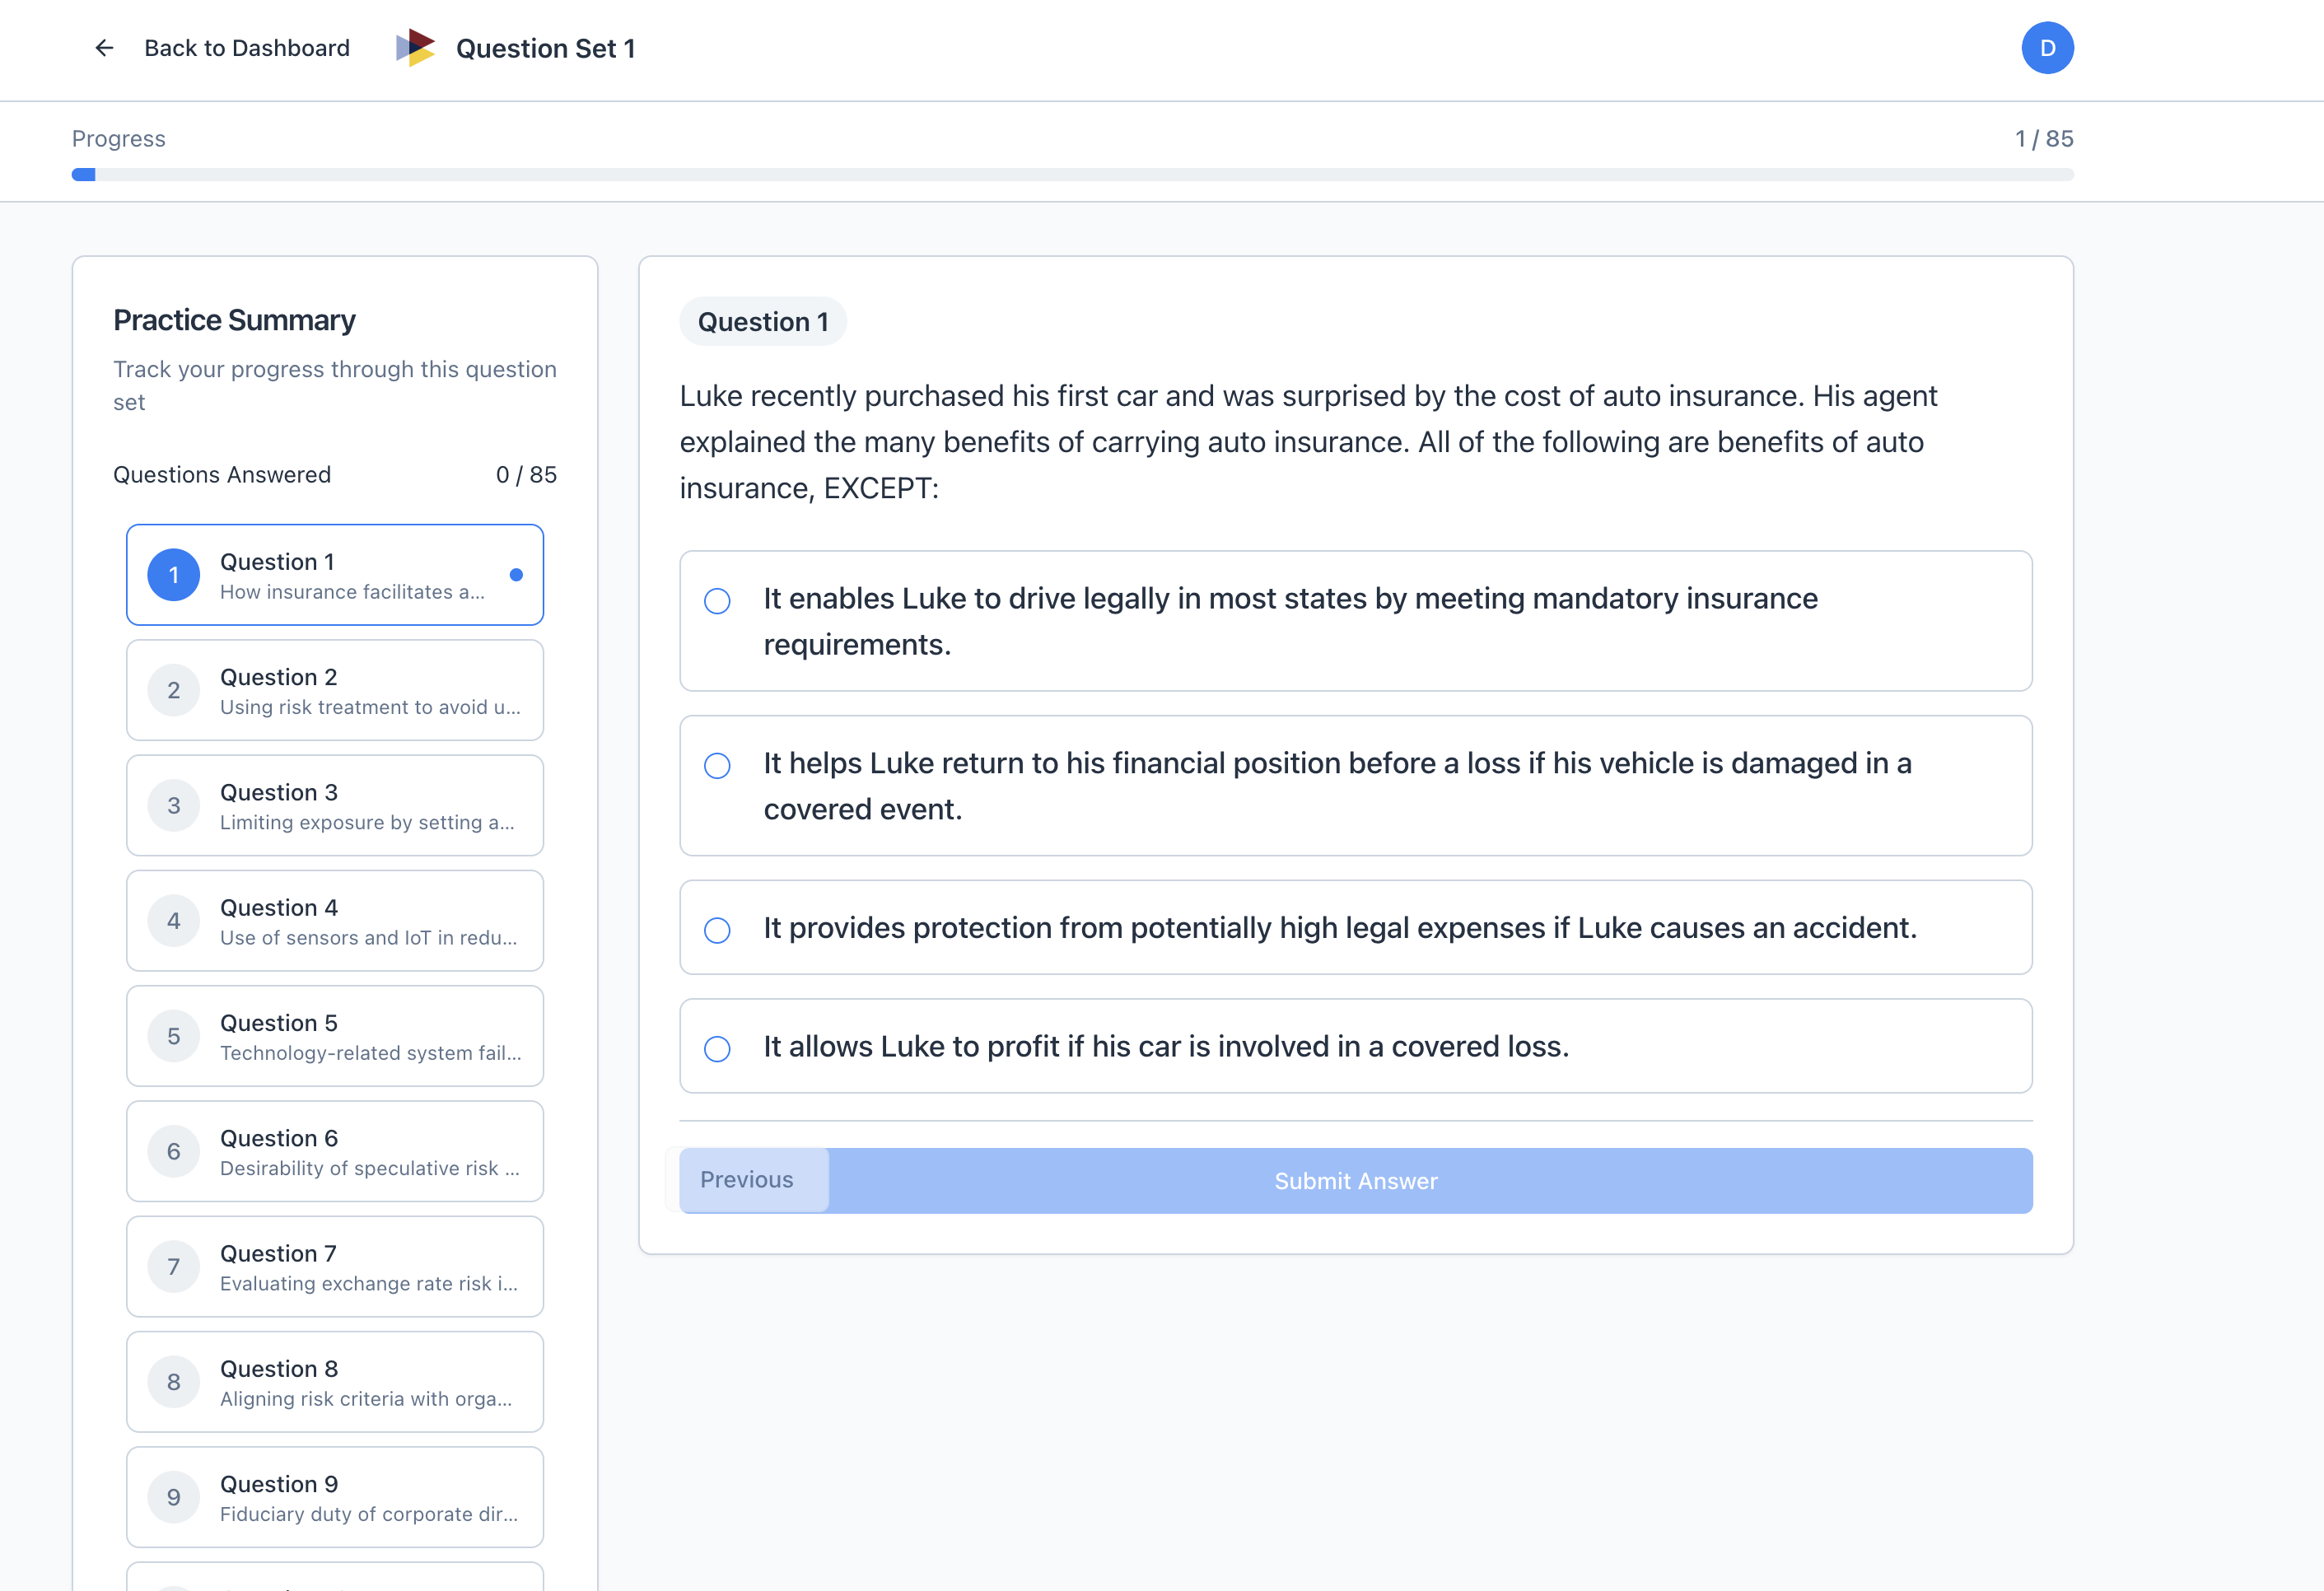 Back to Dashboard
Question Set 1
D
Progress
1 / 85
Practice Summary
Track your progress through this question
set
Questions Answered
0 / 85
1
Question 1
How insurance facilitates a...
2
Question 2
Using risk treatment to avoid u...
3
Question 3
Limiting exposure by setting a...
4
Question 4
Use of sensors and IoT in redu...
5
Question 5
Technology-related system fail...
6
Question 6
Desirability of speculative risk ...
7
Question 7
Evaluating exchange rate risk i...
8
Question 8
Aligning risk criteria with orga...
9
Question 9
Fiduciary duty of corporate dir...
Question 1
Luke recently purchased his first car and was surprised by the cost of auto insurance. His agent
explained the many benefits of carrying auto insurance. All of the following are benefits of auto
insurance, EXCEPT:
It enables Luke to drive legally in most states by meeting mandatory insurance
requirements.
It helps Luke return to his financial position before a loss if his vehicle is damaged in a
covered event.
It provides protection from potentially high legal expenses if Luke causes an accident.
It allows Luke to profit if his car is involved in a covered loss.
Previous
Submit Answer